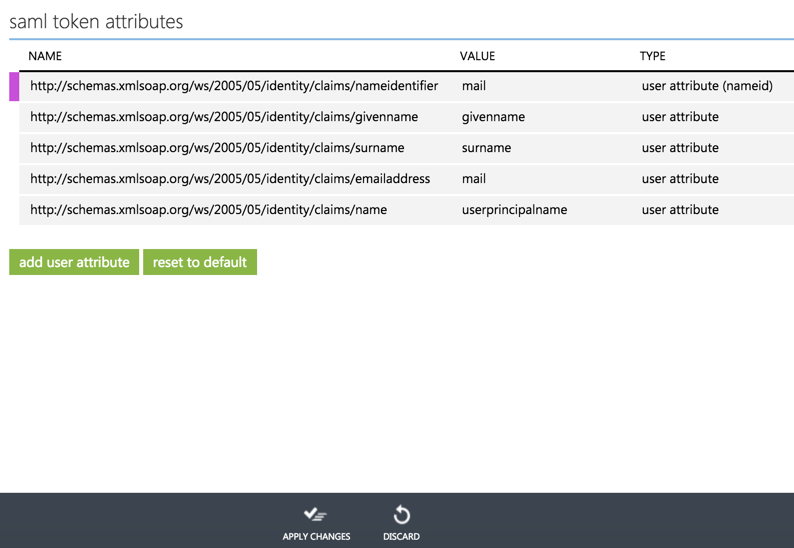 saml token attributes
NAME VALUE TYPE
http://schemas.xmlsoap.org/ws/2005/05/identity/claims/nameidentifier mail user attribute (nameid)
http://schemas.xmlsoap.org/ws/2005/05/identity/claims/givenname givenname user attribute
http://schemas.xmlsoap.org/ws/2005/05/identity/claims/surname surname user attribute
http://schemas.xmlsoap.org/ws/2005/05/identity/claims/emailaddress mail user attribute
http://schemas.xmlsoap.org/ws/2005/05/identity/claims/name userprincipalname user attribute
add user attribute reset to default
APPLY CHANGES DISCARD